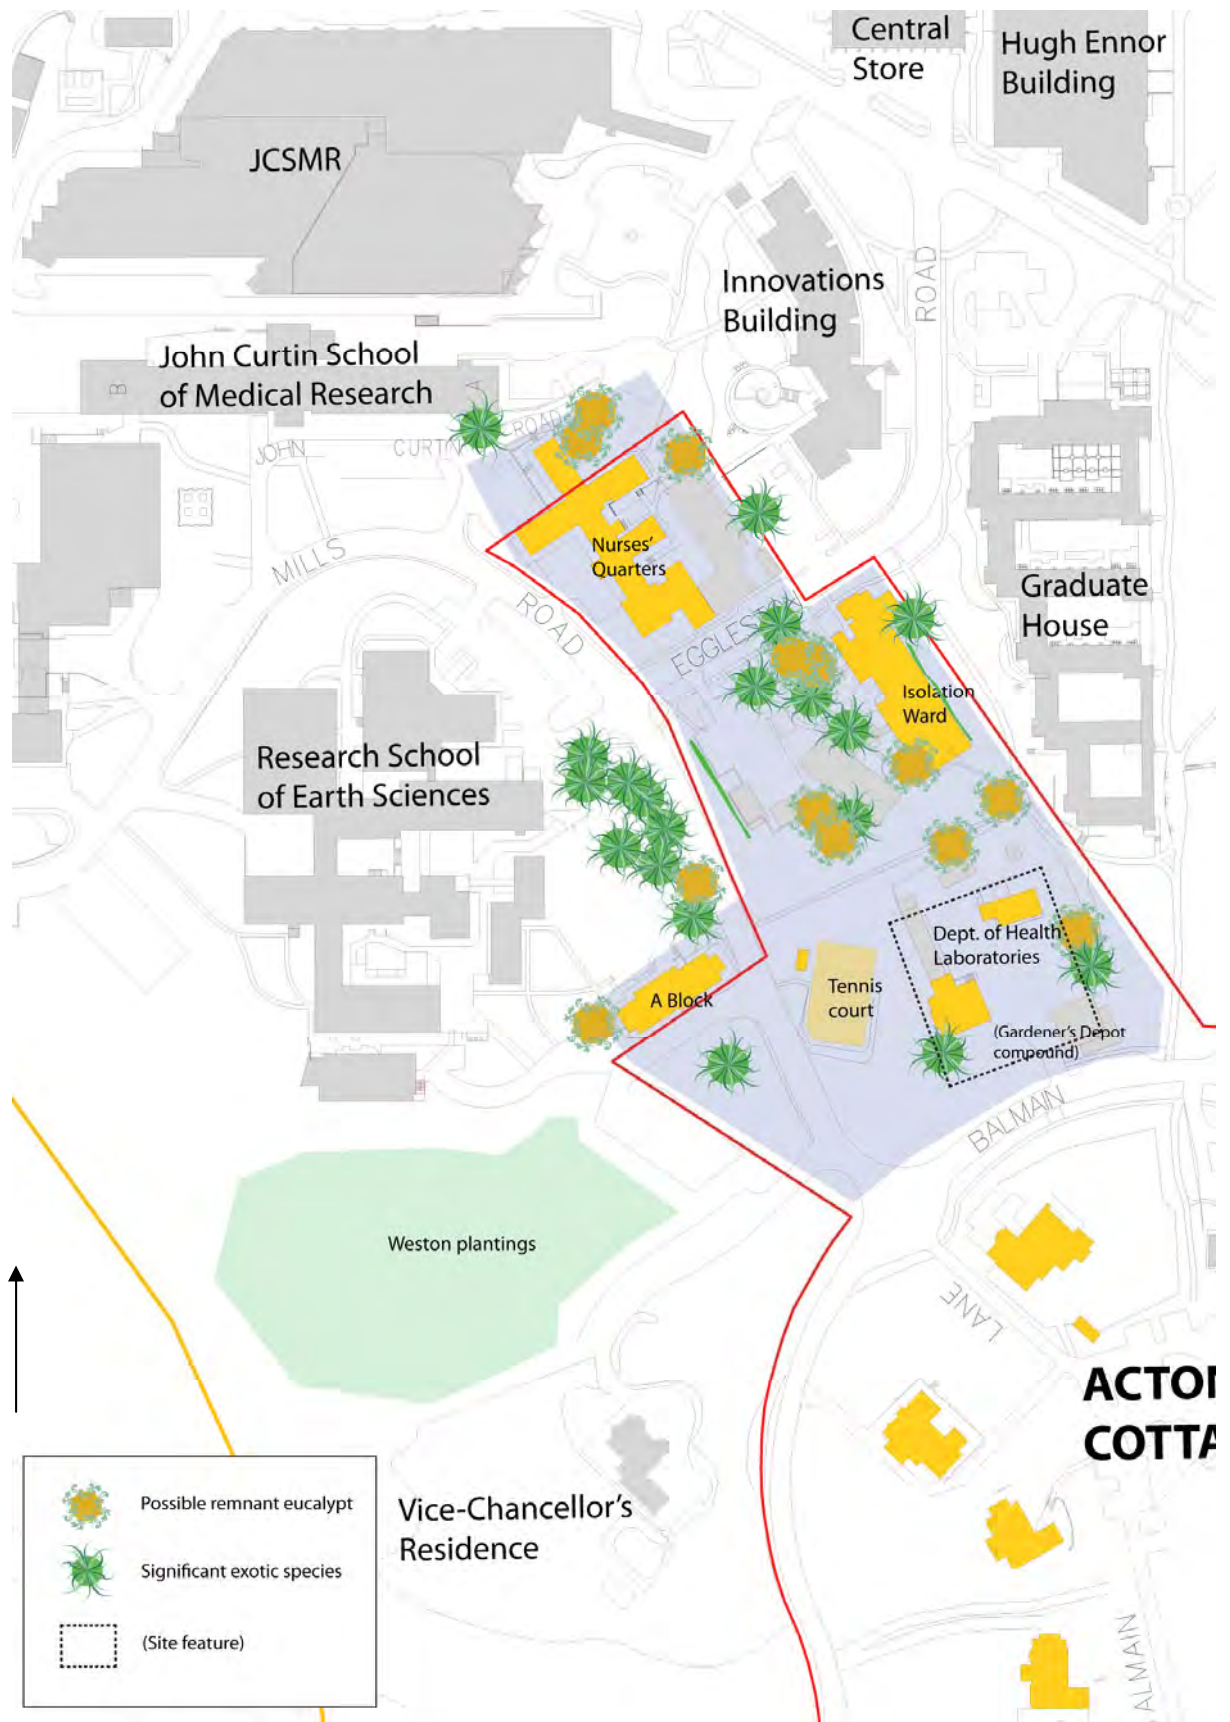 Central
Store
Hugh Ennor
Building
JCSMR
Innovations
Building
ROAD
John Curtin School
of Medical Research
B
A
JOHN
CURTIN
ROAD
MILLS
ROAD
Nurses'
Quarters
EGGLES
Graduate
House
Isolation
Ward
Research School
of Earth Sciences
Dept. of Health
Laboratories
A Block
Tennis
court
(Gardener's Depot
compound)
BALMAIN
Weston plantings
LANE
ACTON
COTTA
Vice-Chancellor's
Residence
ALMAIN
Possible remnant eucalypt
Significant exotic species
(Site feature)